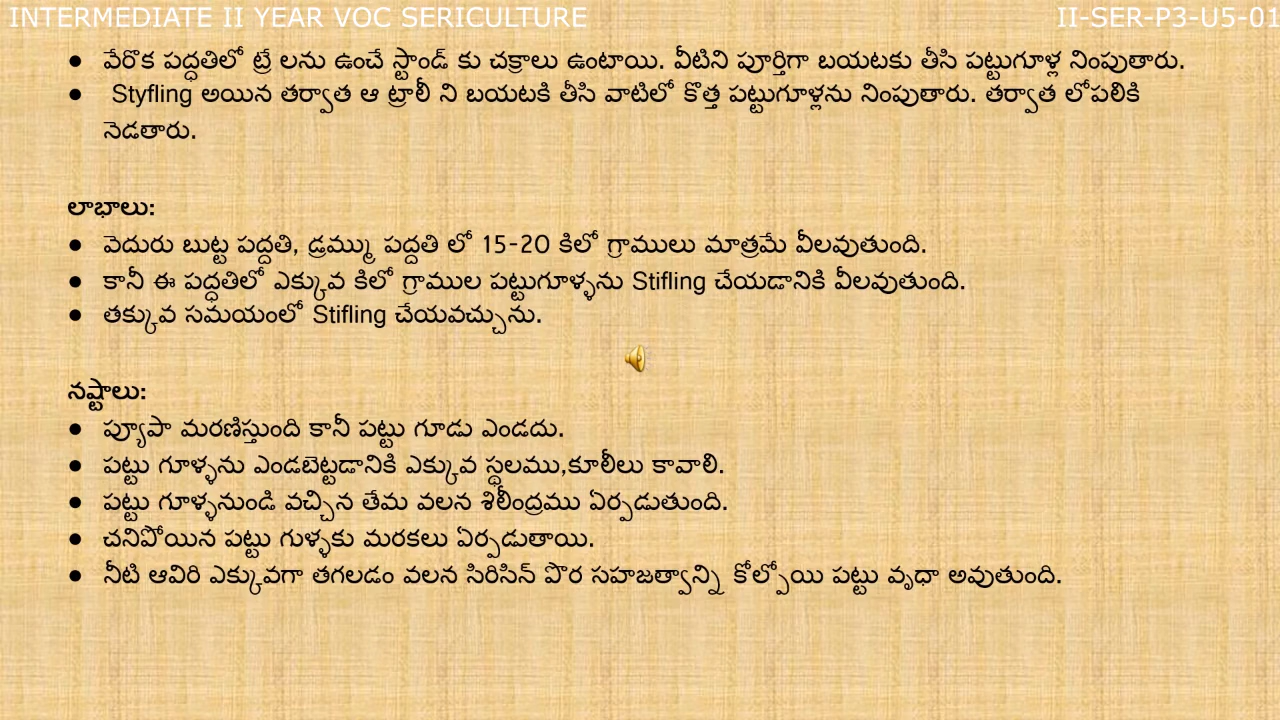 INTERMEDIATE II YEAR VOC SERICULTURE II-SER-P3-U5-01
● వేరొక పద్ధతిలో ట్రే లను ఉంచే స్టాండ్ కు చక్రాలు ఉంటాయి. వీటిని పూర్తిగా బయటకు తీసి పట్టుగూళ్ల నింపుతారు.
● Styfling అయిన తర్వాత ఆ ట్రాలీ ని బయటకి తీసి వాటిలో కొత్త పట్టుగూళ్లను నింపుతారు. తర్వాత లోపలికి
నెడతారు.
లాభాలు:
● వెదురు బుట్ట పద్దతి, డ్రమ్ము పద్దతి లో 15-20 కిలో గ్రాములు మాత్రమే వీలవుతుంది.
● కానీ ఈ పద్ధతిలో ఎక్కువ కిలో గ్రాముల పట్టుగూళ్ళను Stifling చేయడానికి వీలవుతుంది.
● తక్కువ సమయంలో Stifling చేయవచ్చును.
నష్టాలు:
● ప్యూపా మరణిస్తుంది కానీ పట్టు గూడు ఎండదు.
● పట్టు గూళ్ళను ఎండబెట్టడానికి ఎక్కువ స్థలము,కూలీలు కావాలి.
● పట్టు గూళ్ళనుండి వచ్చిన తేమ వలన శిలీంద్రము ఏర్పడుతుంది.
● చనిపోయిన పట్టు గుళ్ళకు మరకలు ఏర్పడుతాయి.
● నీటి ఆవిరి ఎక్కువగా తగలడం వలన సిరిసిన్ పొర సహజత్వాన్ని కోల్పోయి పట్టు వృధా అవుతుంది.